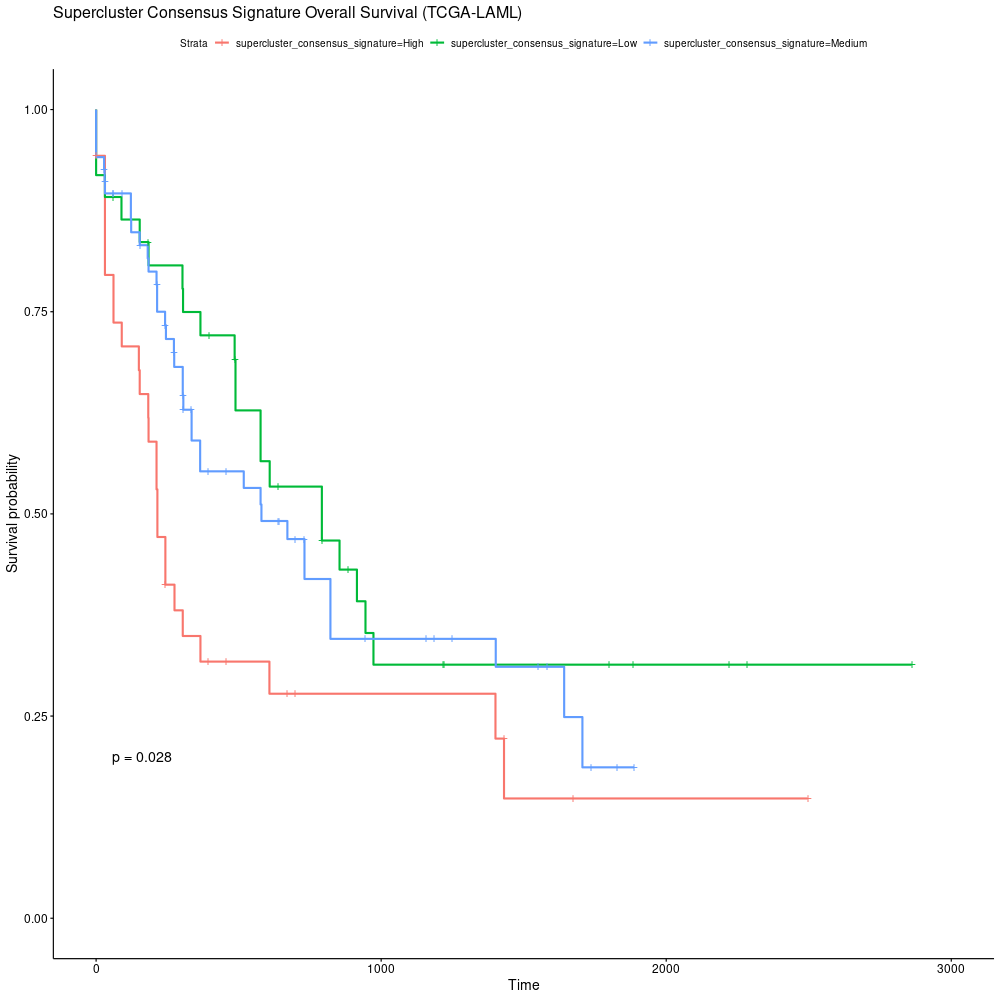 Supercluster Consensus Signature Overall Survival (TCGA-LAML)
Strata supercluster_consensus_signature=High supercluster_consensus_signature=Low supercluster_consensus_signature=Medium
1.00
0.75
0.50
0.25
0.00
Survival probability
p = 0.028
0 1000 2000 3000
Time